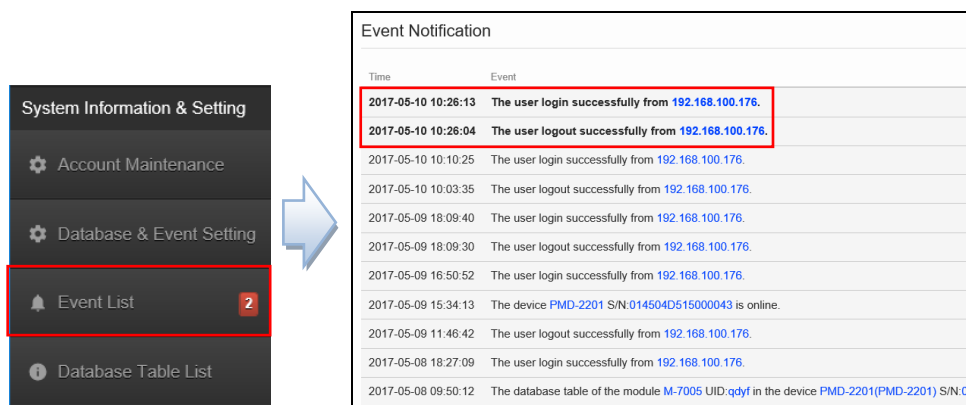 System Information & Setting
Account Maintenance
Database & Event Setting
Event List 2
Database Table List
Event Notification
Time Event
2017-05-10 10:26:13 The user login successfully from 192.168.100.176.
2017-05-10 10:26:04 The user logout successfully from 192.168.100.176.
2017-05-10 10:10:25 The user login successfully from 192.168.100.176.
2017-05-10 10:03:35 The user logout successfully from 192.168.100.176.
2017-05-09 18:09:40 The user login successfully from 192.168.100.176.
2017-05-09 18:09:30 The user logout successfully from 192.168.100.176.
2017-05-09 16:50:52 The user login successfully from 192.168.100.176.
2017-05-09 15:34:13 The device PMD-2201 S/N:014504D515000043 is online.
2017-05-09 11:46:42 The user logout successfully from 192.168.100.176.
2017-05-08 18:27:09 The user login successfully from 192.168.100.176.
2017-05-08 09:50:12 The database table of the module M-7005 UID:qdyf in the device PMD-2201(PMD-2201) S/N:0